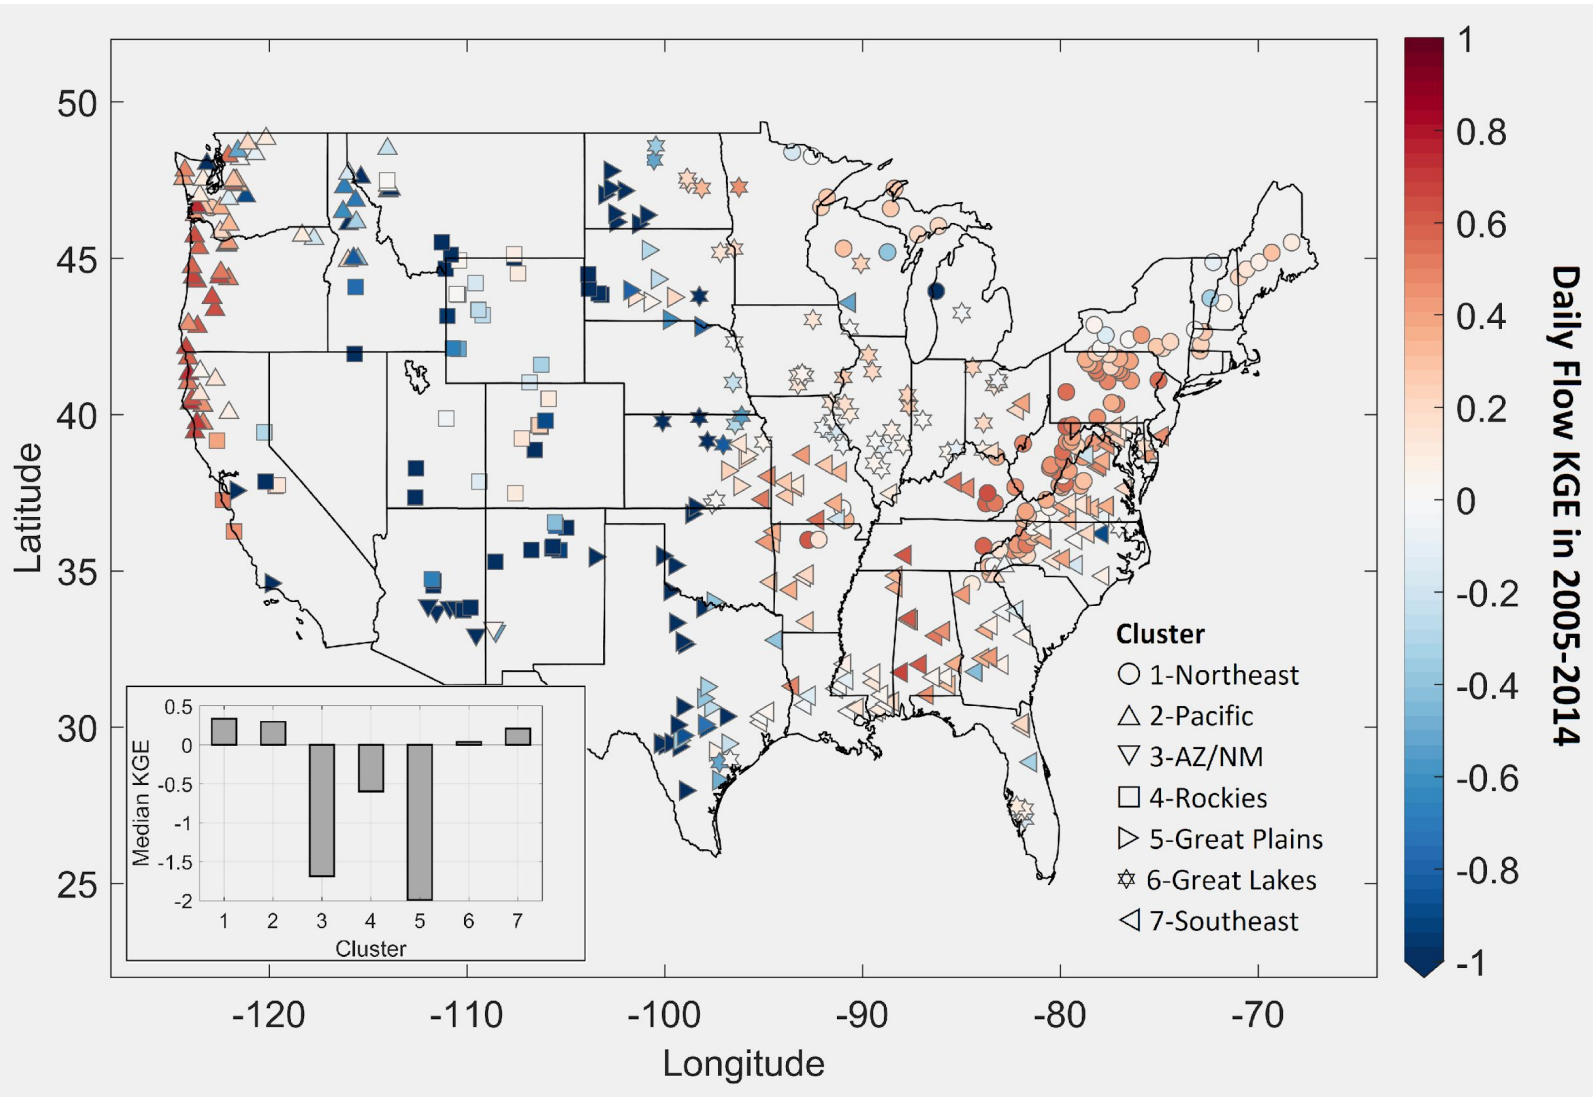 50
45
40
35
30
25
Latitude
-120
-110
-100
-90
-80
-70
Longitude
1
0.8
0.6
0.4
0.2
0
-0.2
-0.4
-0.6
-0.8
-1
Daily Flow KGE in 2005-2014
Cluster
1-Northeast
2-Pacific
3-AZ/NM
4-Rockies
5-Great Plains
6-Great Lakes
7-Southeast
0.5
0
-0.5
-1
-1.5
-2
Median KGE
1 2 3 4 5 6 7
Cluster